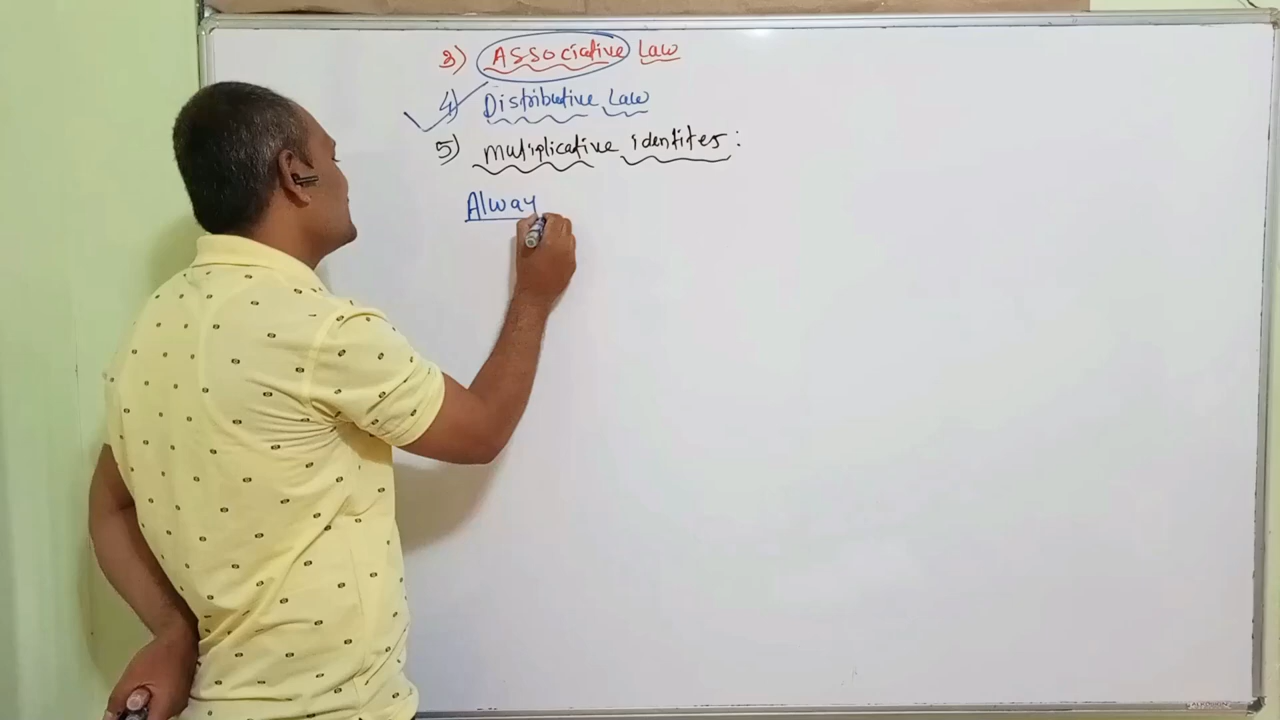 3) Associative Law
4) Distributive Law
5) multiplicative identites :
Alway